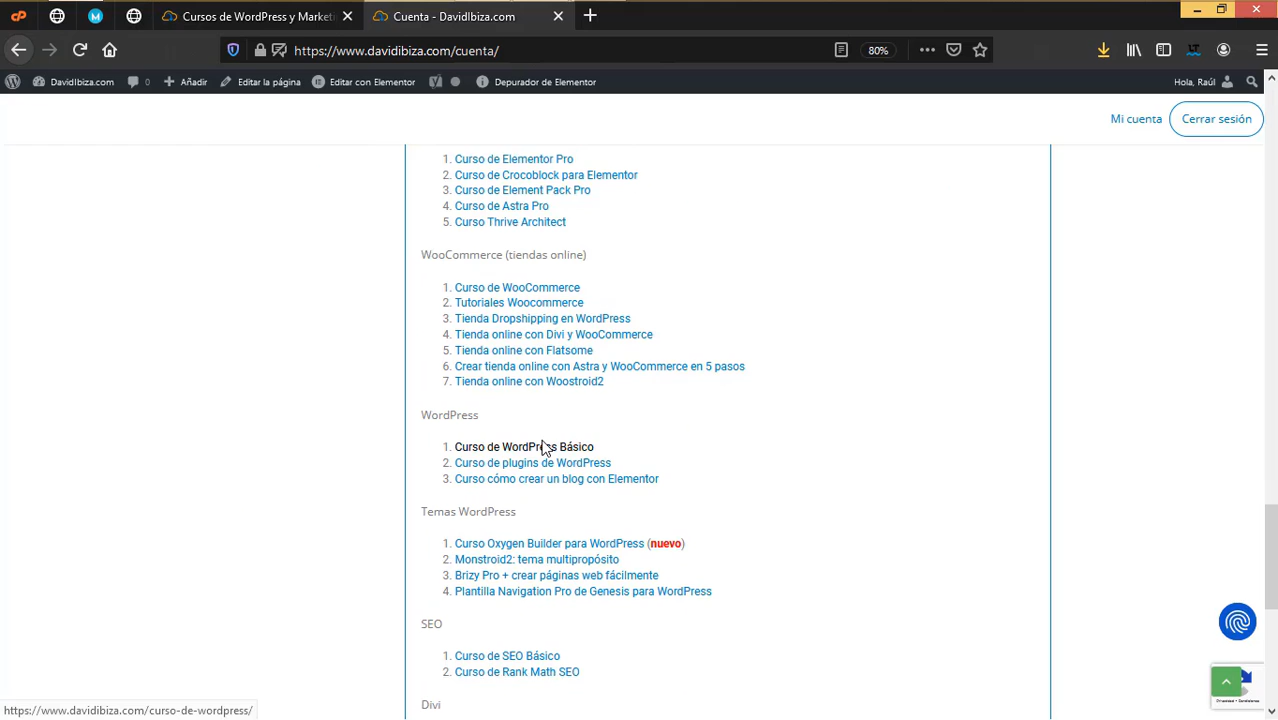 Cursos de WordPress y Market
Cuenta - DavidIbiza.com
https://www.davidibiza.com/cuenta/
80%
DavidIbiza.com
0
Añadir
Editar la página
Editar con Elementor
Depurador de Elementor
Hola, Raúl
Mi cuenta
Cerrar sesión
1. Curso de Elementor Pro
2. Curso de Crocoblock para Elementor
3. Curso de Element Pack Pro
4. Curso de Astra Pro
5. Curso Thrive Architect
WooCommerce (tiendas online)
1. Curso de WooCommerce
2. Tutoriales Woocommerce
3. Tienda Dropshipping en WordPress
4. Tienda online con Divi y WooCommerce
5. Tienda online con Flatsome
6. Crear tienda online con Astra y WooCommerce en 5 pasos
7. Tienda online con Woostroid2
WordPress
1. Curso de WordPress Básico
2. Curso de plugins de WordPress
3. Curso cómo crear un blog con Elementor
Temas WordPress
1. Curso Oxygen Builder para WordPress (nuevo)
2. Monstroid2: tema multipropósito
3. Brizy Pro + crear páginas web fácilmente
4. Plantilla Navigation Pro de Genesis para WordPress
SEO
1. Curso de SEO Básico
2. Curso de Rank Math SEO
Divi
https://www.davidibiza.com/curso-de-wordpress/